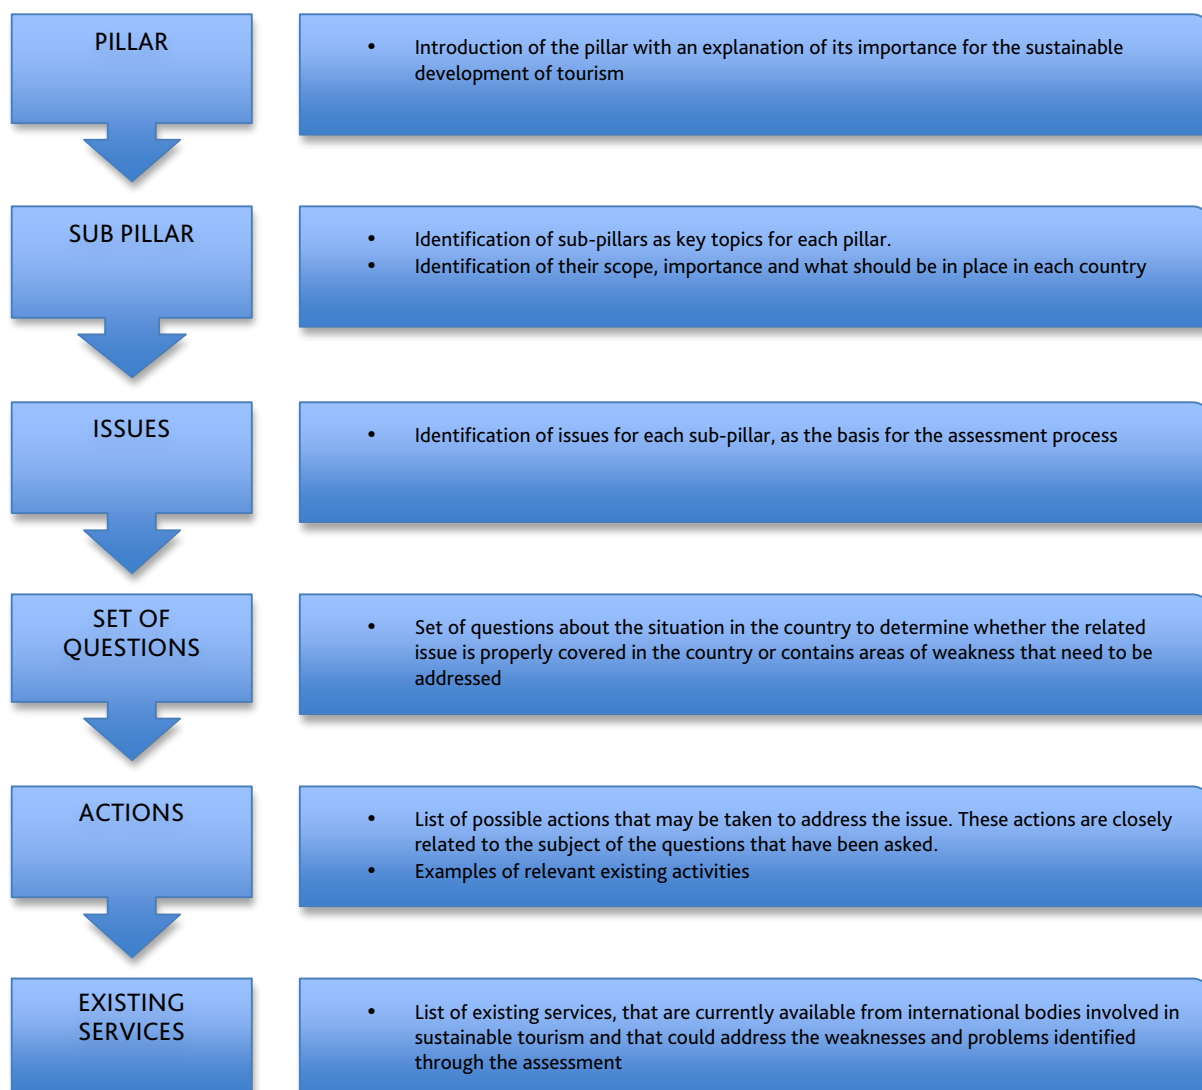 PILLAR
• Introduction of the pillar with an explanation of its importance for the sustainable
development of tourism
SUB PILLAR
• Identification of sub-pillars as key topics for each pillar.
• Identification of their scope, importance and what should be in place in each country
ISSUES
• Identification of issues for each sub-pillar, as the basis for the assessment process
SET OF
QUESTIONS
• Set of questions about the situation in the country to determine whether the related
issue is properly covered in the country or contains areas of weakness that need to be
addressed
ACTIONS
• List of possible actions that may be taken to address the issue. These actions are closely
related to the subject of the questions that have been asked.
• Examples of relevant existing activities
EXISTING
SERVICES
• List of existing services, that are currently available from international bodies involved in
sustainable tourism and that could address the weaknesses and problems identified
through the assessment